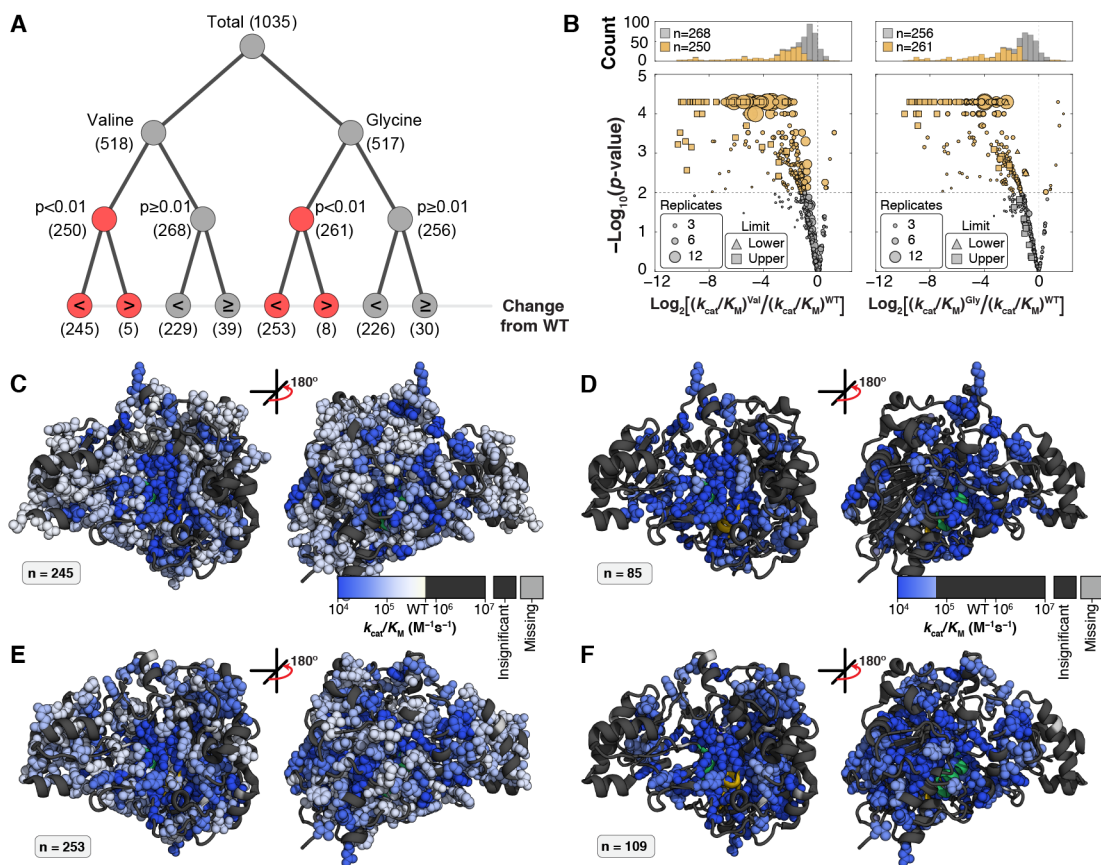 A
Total (1035)
Valine
(518)
Glycine
(517)
p<0.01
(250)
p≥0.01
(268)
p<0.01
(261)
p≥0.01
(256)
< > < ≥ < > < ≥
(245) (5) (229) (39) (253) (8) (226) (30)
Change
from WT
B
Count
100
50
0
n=268
n=250
n=256
n=261
−Log10(p-value)
5
4
3
2
1
0
Replicates
3
6
12
Limit
Lower
Upper
Replicates
3
6
12
Limit
Lower
Upper
−12 −8 −4 0
−12 −8 −4 0
Log2[(kcat/KM)Val/(kcat/KM)WT]
Log2[(kcat/KM)Gly/(kcat/KM)WT]
C
180°
n = 245
10⁴ 10⁵ WT 10⁶ 10⁷
kcat/KM (M⁻¹s⁻¹)
Insignificant
Missing
D
180°
n = 85
10⁴ 10⁵ WT 10⁶ 10⁷
kcat/KM (M⁻¹s⁻¹)
Insignificant
Missing
E
180°
n = 253
F
180°
n = 109